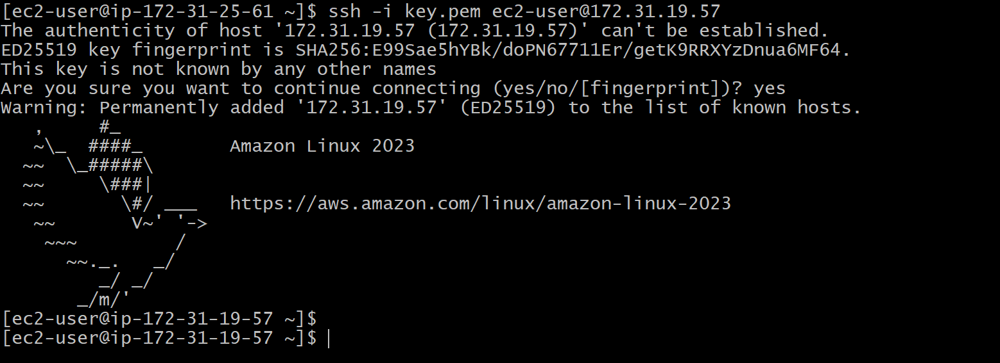 [ec2-user@ip-172-31-25-61 ~]$ ssh -i key.pem ec2-user@172.31.19.57
The authenticity of host '172.31.19.57 (172.31.19.57)' can't be established.
ED25519 key fingerprint is SHA256:E99Sae5hYBk/doPN67711Er/getK9RRXYzDnua6MF64.
This key is not known by any other names
Are you sure you want to continue connecting (yes/no/[fingerprint])? yes
Warning: Permanently added '172.31.19.57' (ED25519) to the list of known hosts.
   ,     #_
   ~\_  ####_        Amazon Linux 2023
  ~~  \_#####\
  ~~     \###|
  ~~       \#/ ___   https://aws.amazon.com/linux/amazon-linux-2023
   ~~       V~' '->
    ~~~         /
      ~~._.   _/
         _/ _/
       _/m/'
[ec2-user@ip-172-31-19-57 ~]$
[ec2-user@ip-172-31-19-57 ~]$